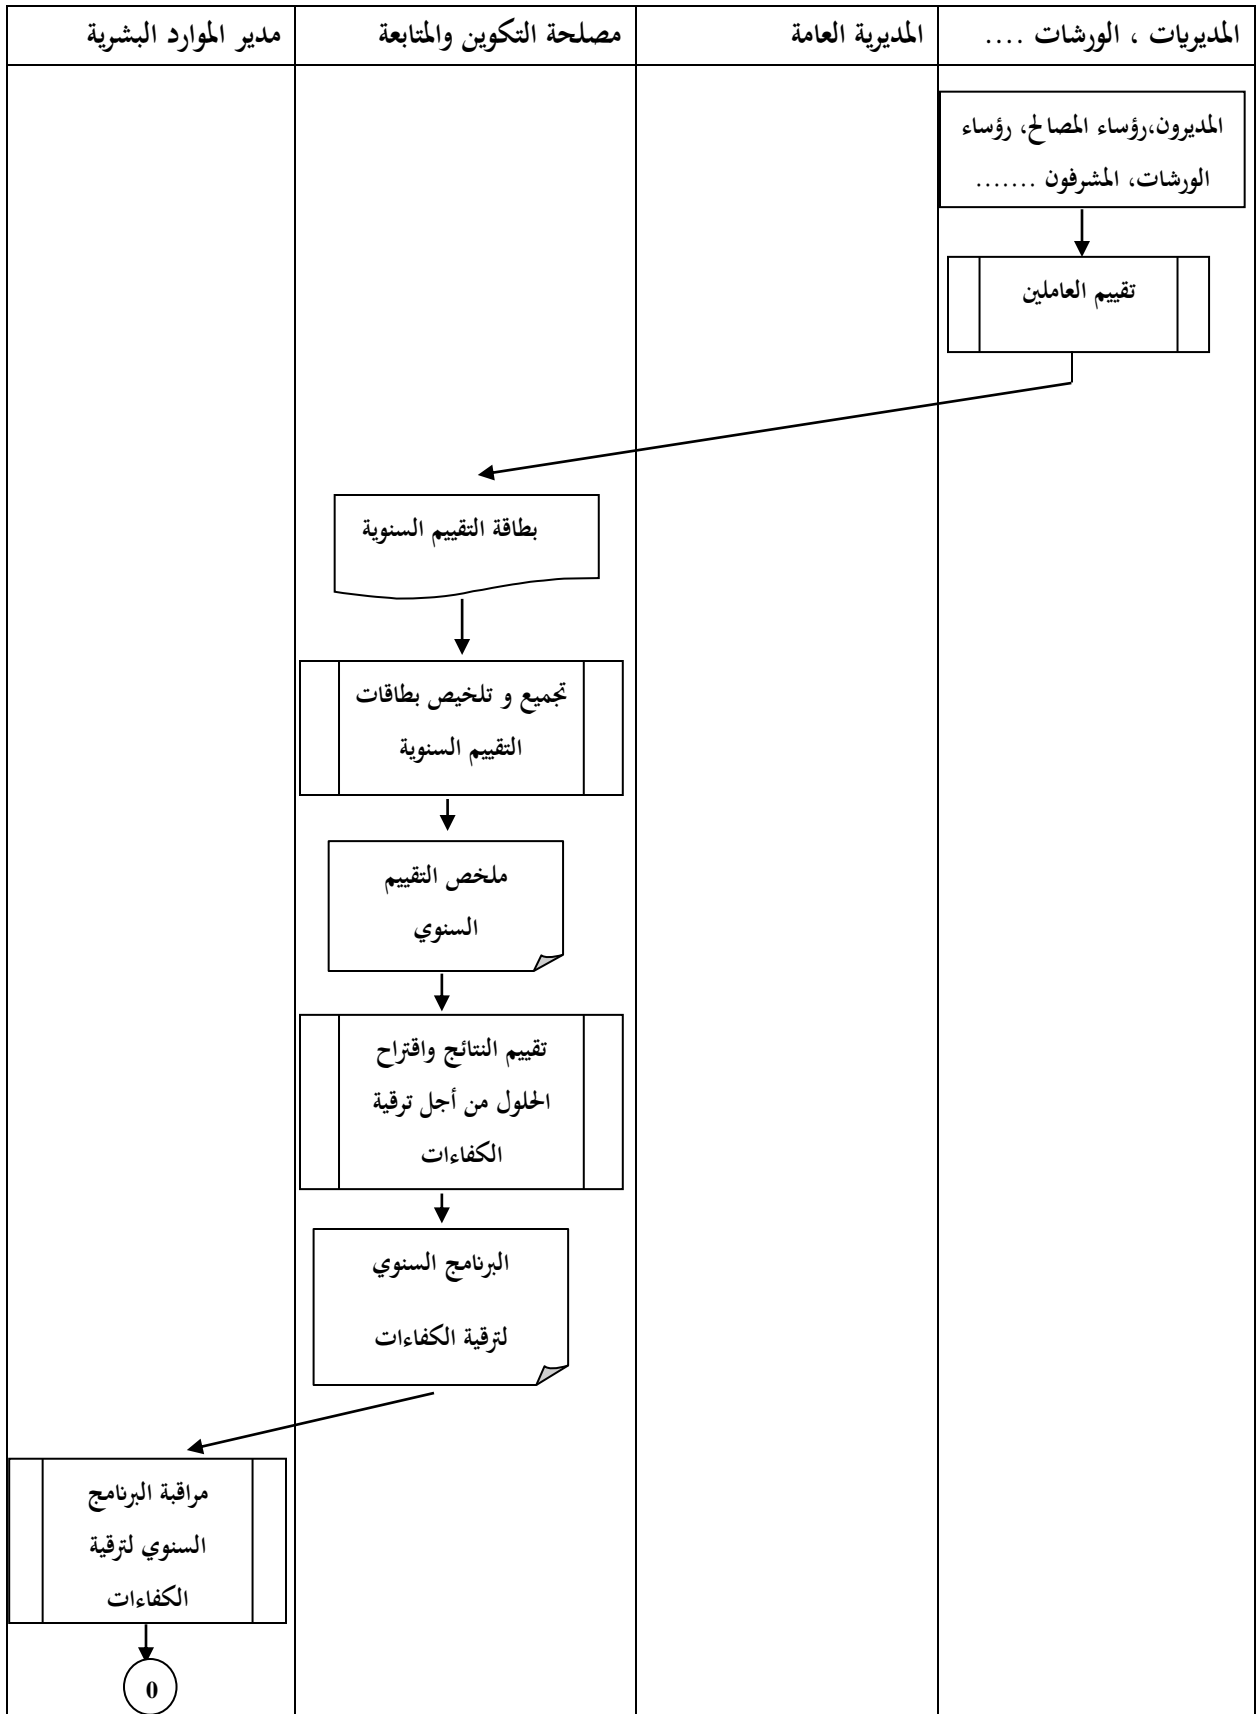 المديريات ، الورشات ....
المديرية العامة
مصلحة التكوين والمتابعة
مدير الموارد البشرية
المديرون،رؤساء المصالح، رؤساء
الورشات، المشرفون .......
تقييم العاملين
بطاقة التقييم السنوية
تجميع و تلخيص بطاقات
التقييم السنوية
ملخص التقييم
السنوي
تقييم النتائج واقتراح
الحلول من أجل ترقية
الكفاءات
البرنامج السنوي
لترقية الكفاءات
مراقبة البرنامج
السنوي لترقية
الكفاءات
0